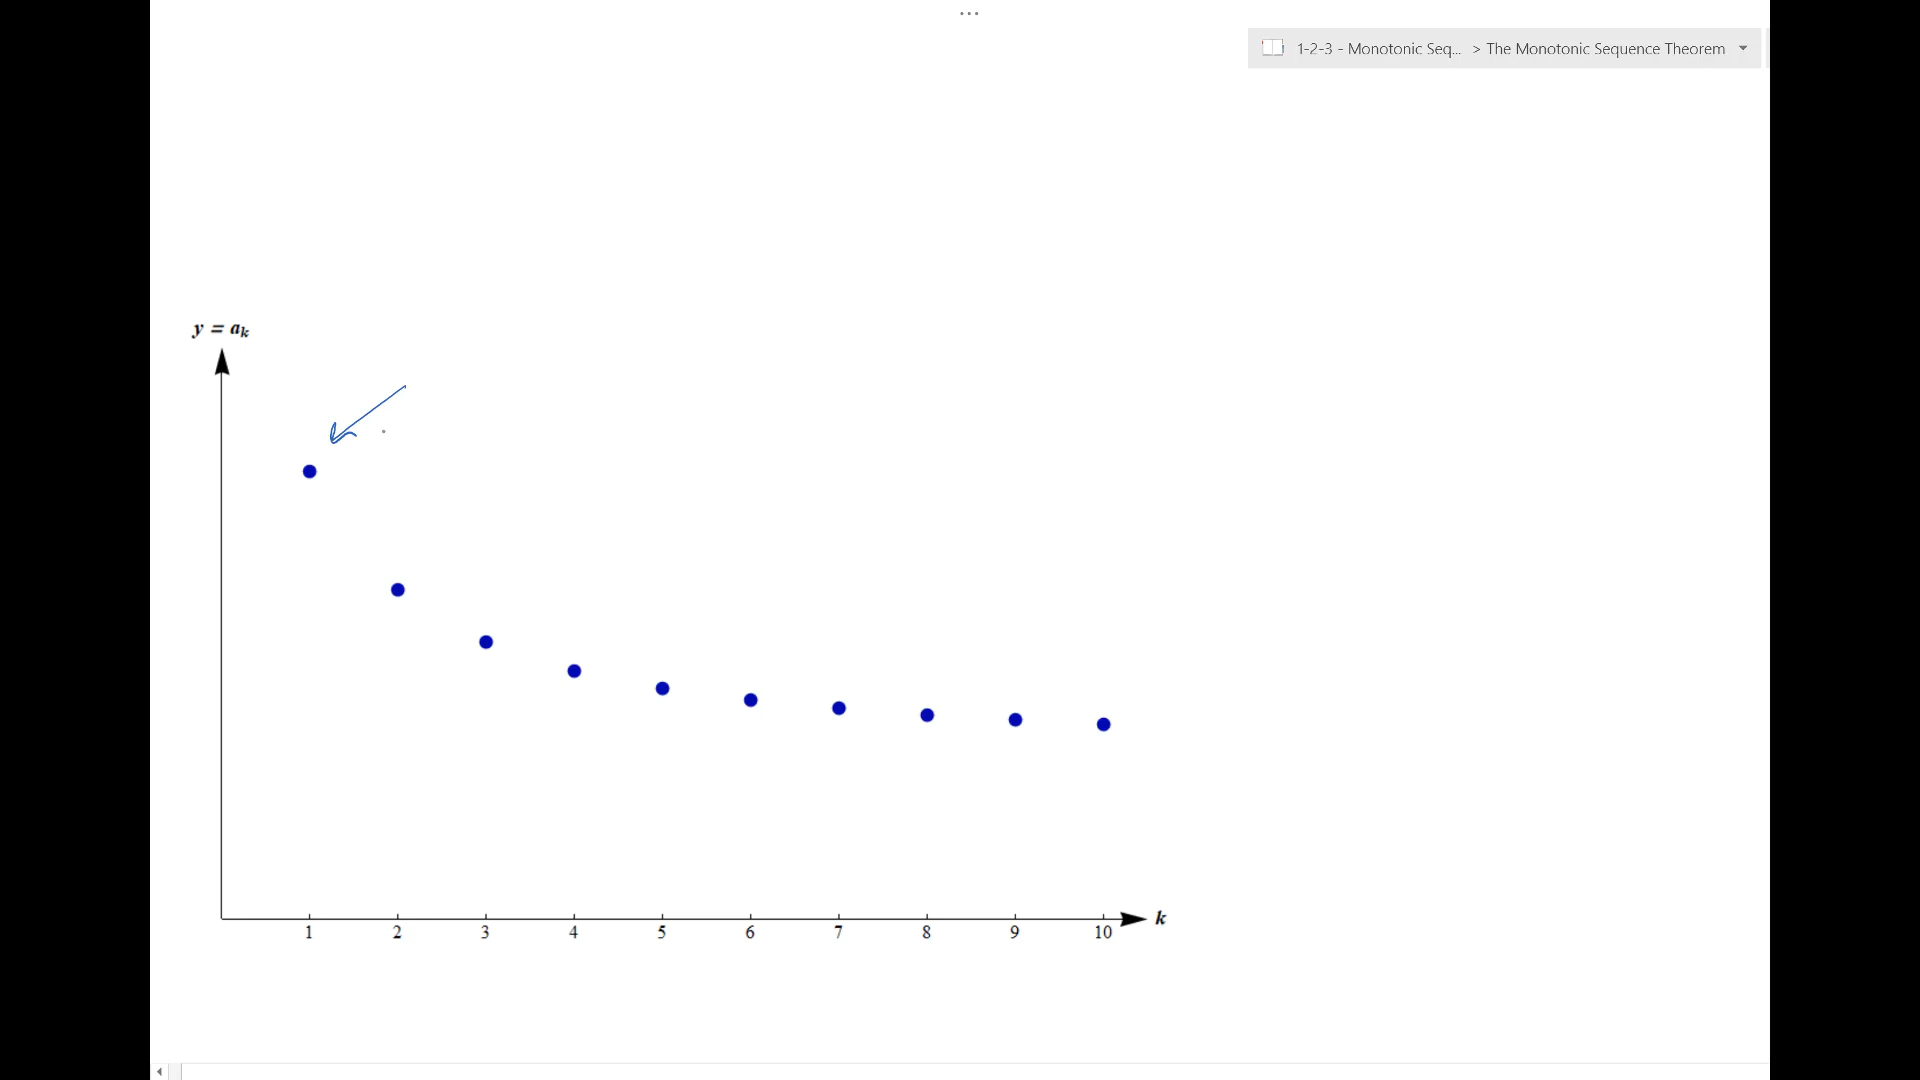 ...
1-2-3 - Monotonic Seq... > The Monotonic Sequence Theorem
y = aₖ
1 2 3 4 5 6 7 8 9 10 k